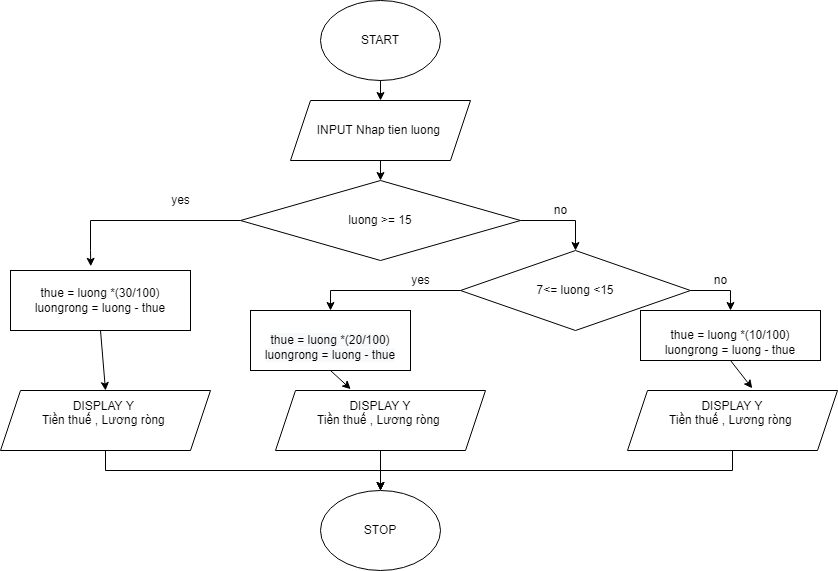 START
INPUT Nhap tien luong
yes
luong >= 15
no
yes
7<= luong <15
no
thue = luong *(30/100)
luongrong = luong - thue
thue = luong *(20/100)
luongrong = luong - thue
thue = luong *(10/100)
luongrong = luong - thue
DISPLAY Y
Tiền thuế , Lương ròng
DISPLAY Y
Tiền thuế , Lương ròng
DISPLAY Y
Tiền thuế , Lương ròng
STOP